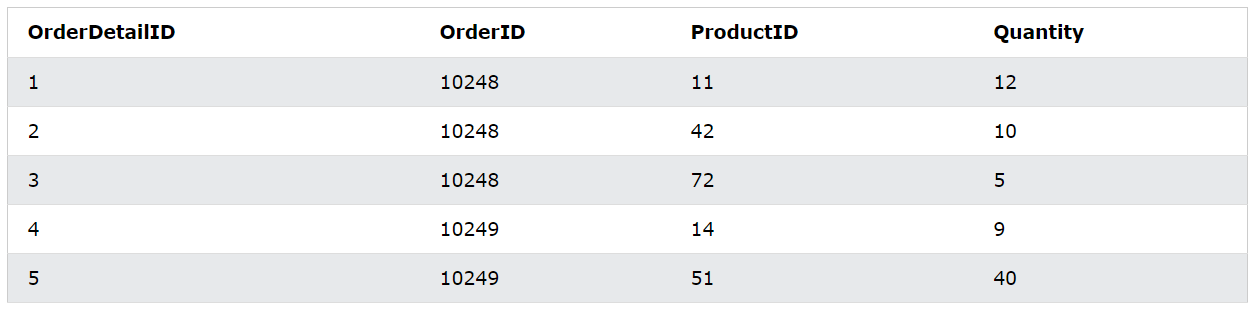 OrderDetailID OrderID ProductID Quantity
1 10248 11 12
2 10248 42 10
3 10248 72 5
4 10249 14 9
5 10249 51 40